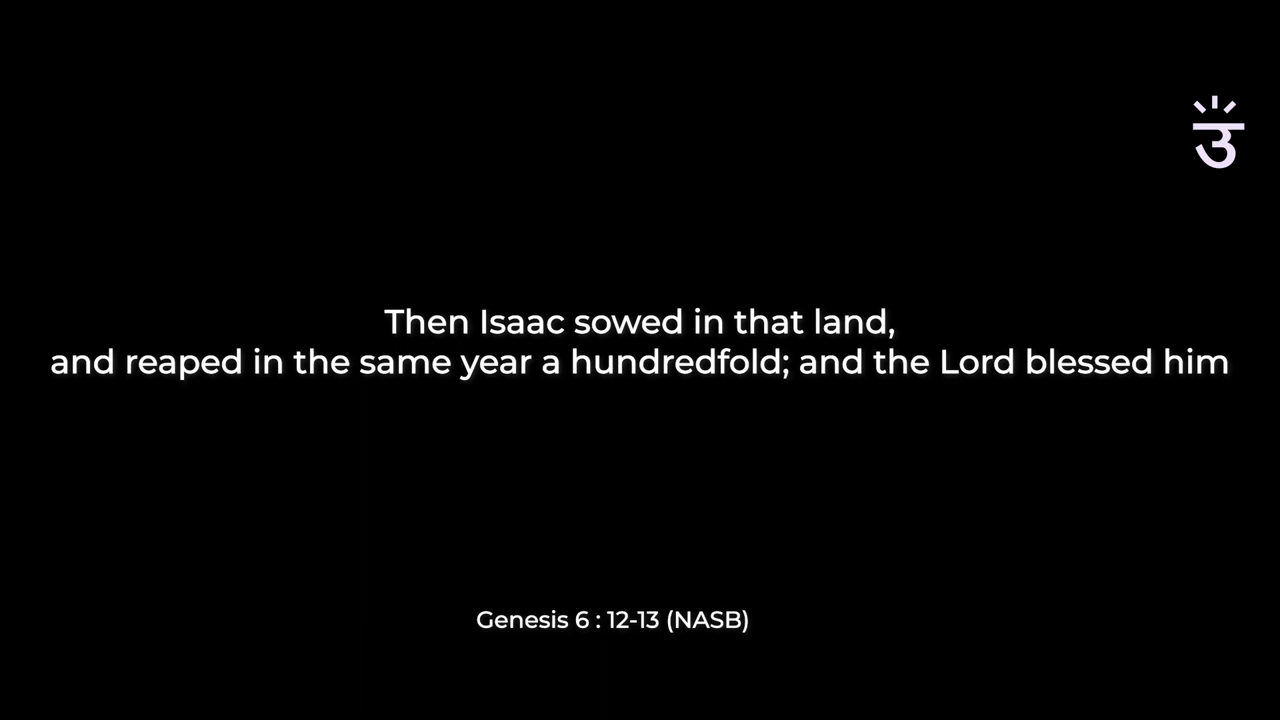 उ
Then Isaac sowed in that land,
and reaped in the same year a hundredfold; and the Lord blessed him
Genesis 6 : 12-13 (NASB)